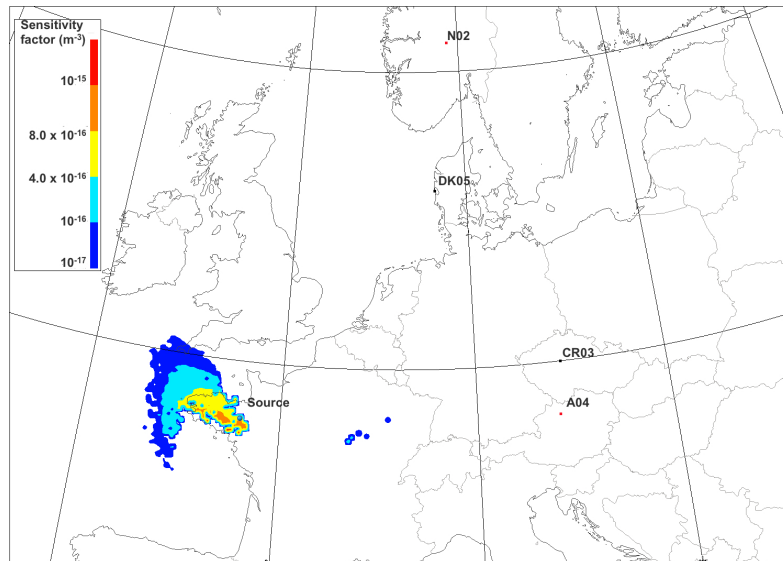 Sensitivity
factor (m⁻³)
10⁻¹⁵
8.0 x 10⁻¹⁶
4.0 x 10⁻¹⁶
10⁻¹⁶
10⁻¹⁷
N02
DK05
CR03
A04
Source